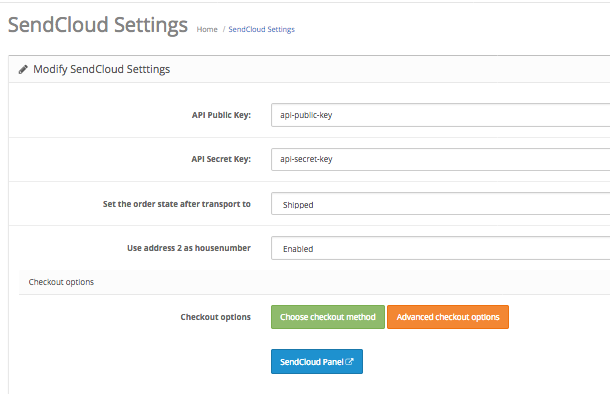 SendCloud Settings Home / SendCloud Settings
Modify SendCloud Setttings
API Public Key: api-public-key
API Secret Key: api-secret-key
Set the order state after transport to Shipped
Use address 2 as housenumber Enabled
Checkout options
Checkout options Choose checkout method Advanced checkout options
SendCloud Panel